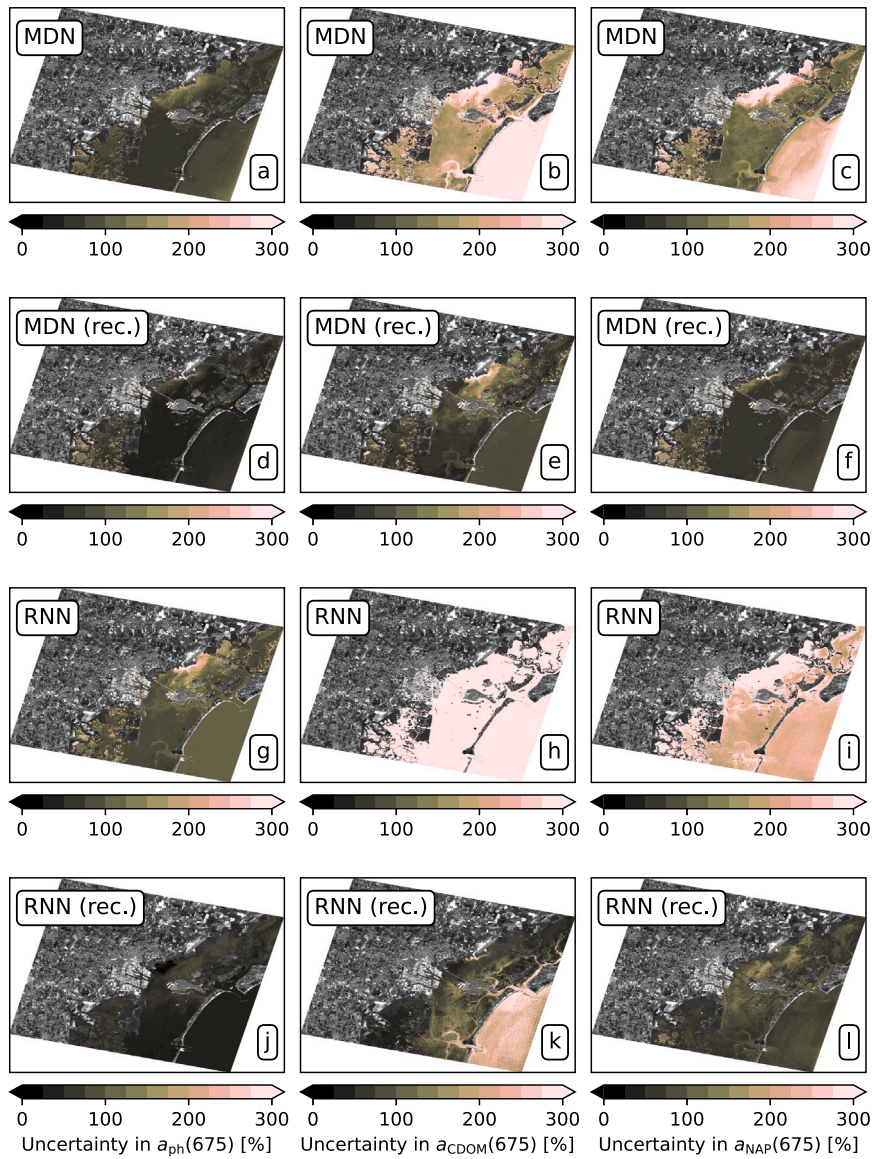 MDN MDN MDN
a b c
0 100 200 300 0 100 200 300 0 100 200 300
MDN (rec.) MDN (rec.) MDN (rec.)
d e f
0 100 200 300 0 100 200 300 0 100 200 300
RNN RNN RNN
g h i
0 100 200 300 0 100 200 300 0 100 200 300
RNN (rec.) RNN (rec.) RNN (rec.)
j k l
0 100 200 300 0 100 200 300 0 100 200 300
Uncertainty in aph(675) [%] Uncertainty in aCDOM(675) [%] Uncertainty in aNAP(675) [%]